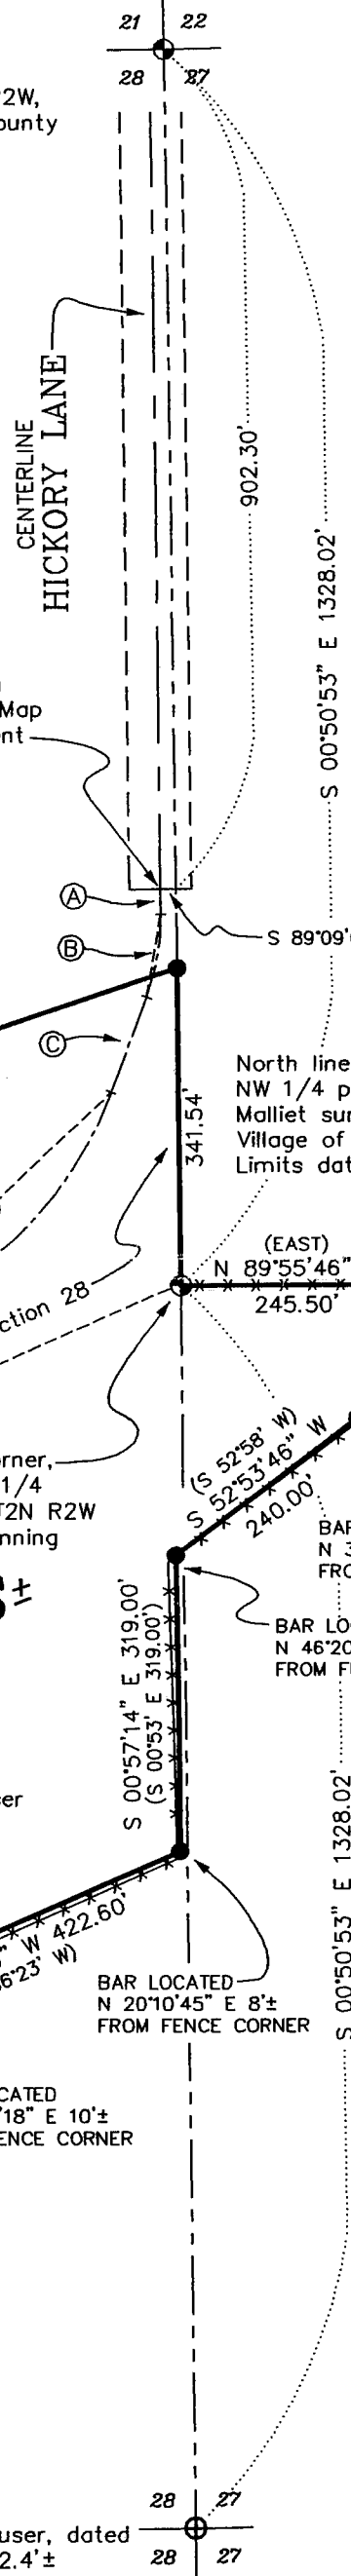 21 22
28 27
2W,
ounty
CENTERLINE
HICKORY LANE
902.30'
S 00°50'53" E 1328.02'
Map
nt
A
S 89°09'
B
C
North line
NW 1/4 p
Malliet sur
Village of
Limits dat
341.54'
(EAST)
N 89°55'46"
245.50'
ction 28
(S 52°58' W)
S 52°53'46" W
240.00'
orner,
1/4
T2N R2W
nning
BAR
N 3
FROM
±
BAR LO
N 46°20
FROM F
S 00°57'14" E 319.00'
(S 00°53' E 319.00')
cer
S 00°50'53" E 1328.02'
" W 422.60'
6°23' W)
BAR LOCATED
N 20°10'45" E 8'±
FROM FENCE CORNER
CATED
'18" E 10'±
ENCE CORNER
28 27
user, dated
28 27
2.4'±